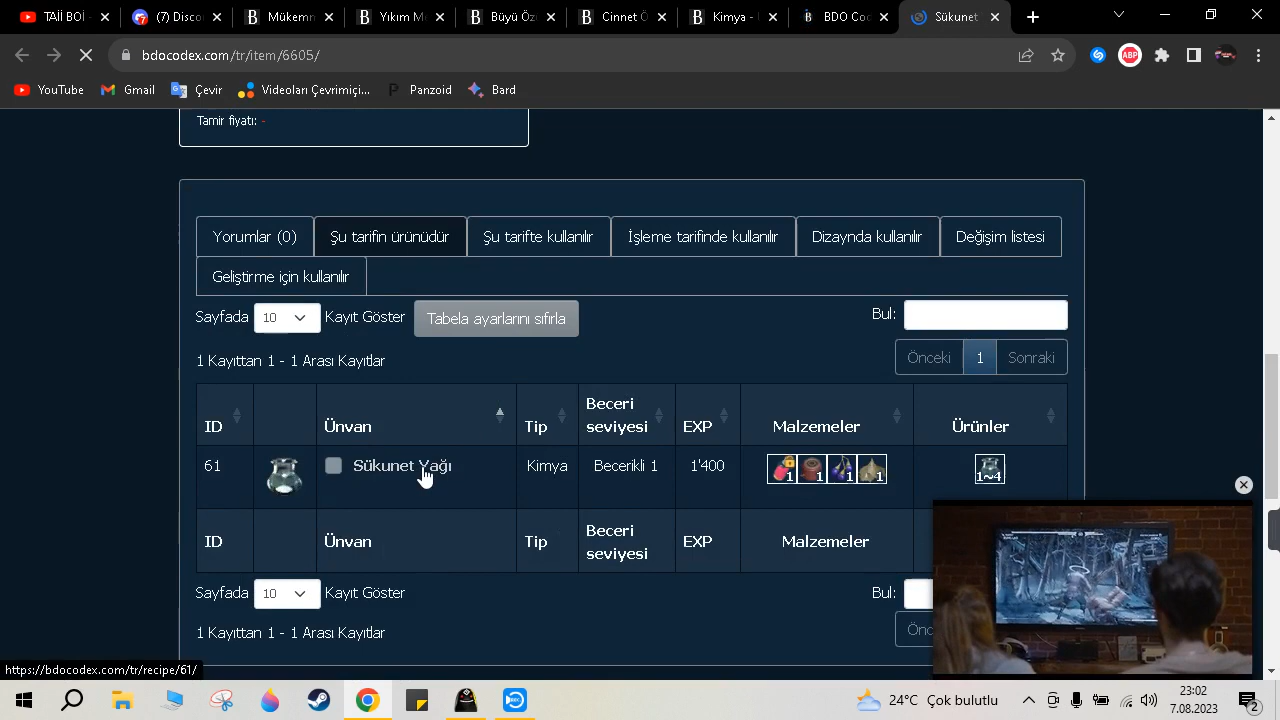 TAİİ BOİ -
(7) Disco
Mükemm
Yıkım M
Büyü Öz
Cinnet Ö
Kimya -
BDO Co
Sükunet
bdocodex.com/tr/item/6605/
ABP
YouTube
Gmail
Çevir
Videoları Çevrimiçi...
Panzoid
Bard
Tamir fiyatı: -
Yorumlar (0)
Şu tarifin ürünüdür
Şu tarifte kullanılır
İşleme tarifinde kullanılır
Dizaynda kullanılır
Değişim listesi
Geliştirme için kullanılır
Sayfada 10 Kayıt Göster
Tabela ayarlarını sıfırla
Bul:
1 Kayıttan 1 - 1 Arası Kayıtlar
Önceki 1 Sonraki
ID Ünvan Tip Beceri seviyesi EXP Malzemeler Ürünler
61 Sükunet Yağı Kimya Becerikli 1 1'400 1 1 1 1 1~4
ID Ünvan Tip Beceri seviyesi EXP Malzemeler
Sayfada 10 Kayıt Göster
Bul:
1 Kayıttan 1 - 1 Arası Kayıtlar
Önc
https://bdocodex.com/tr/recipe/61/
24°C Çok bulutlu
23:02
7.08.2023
2